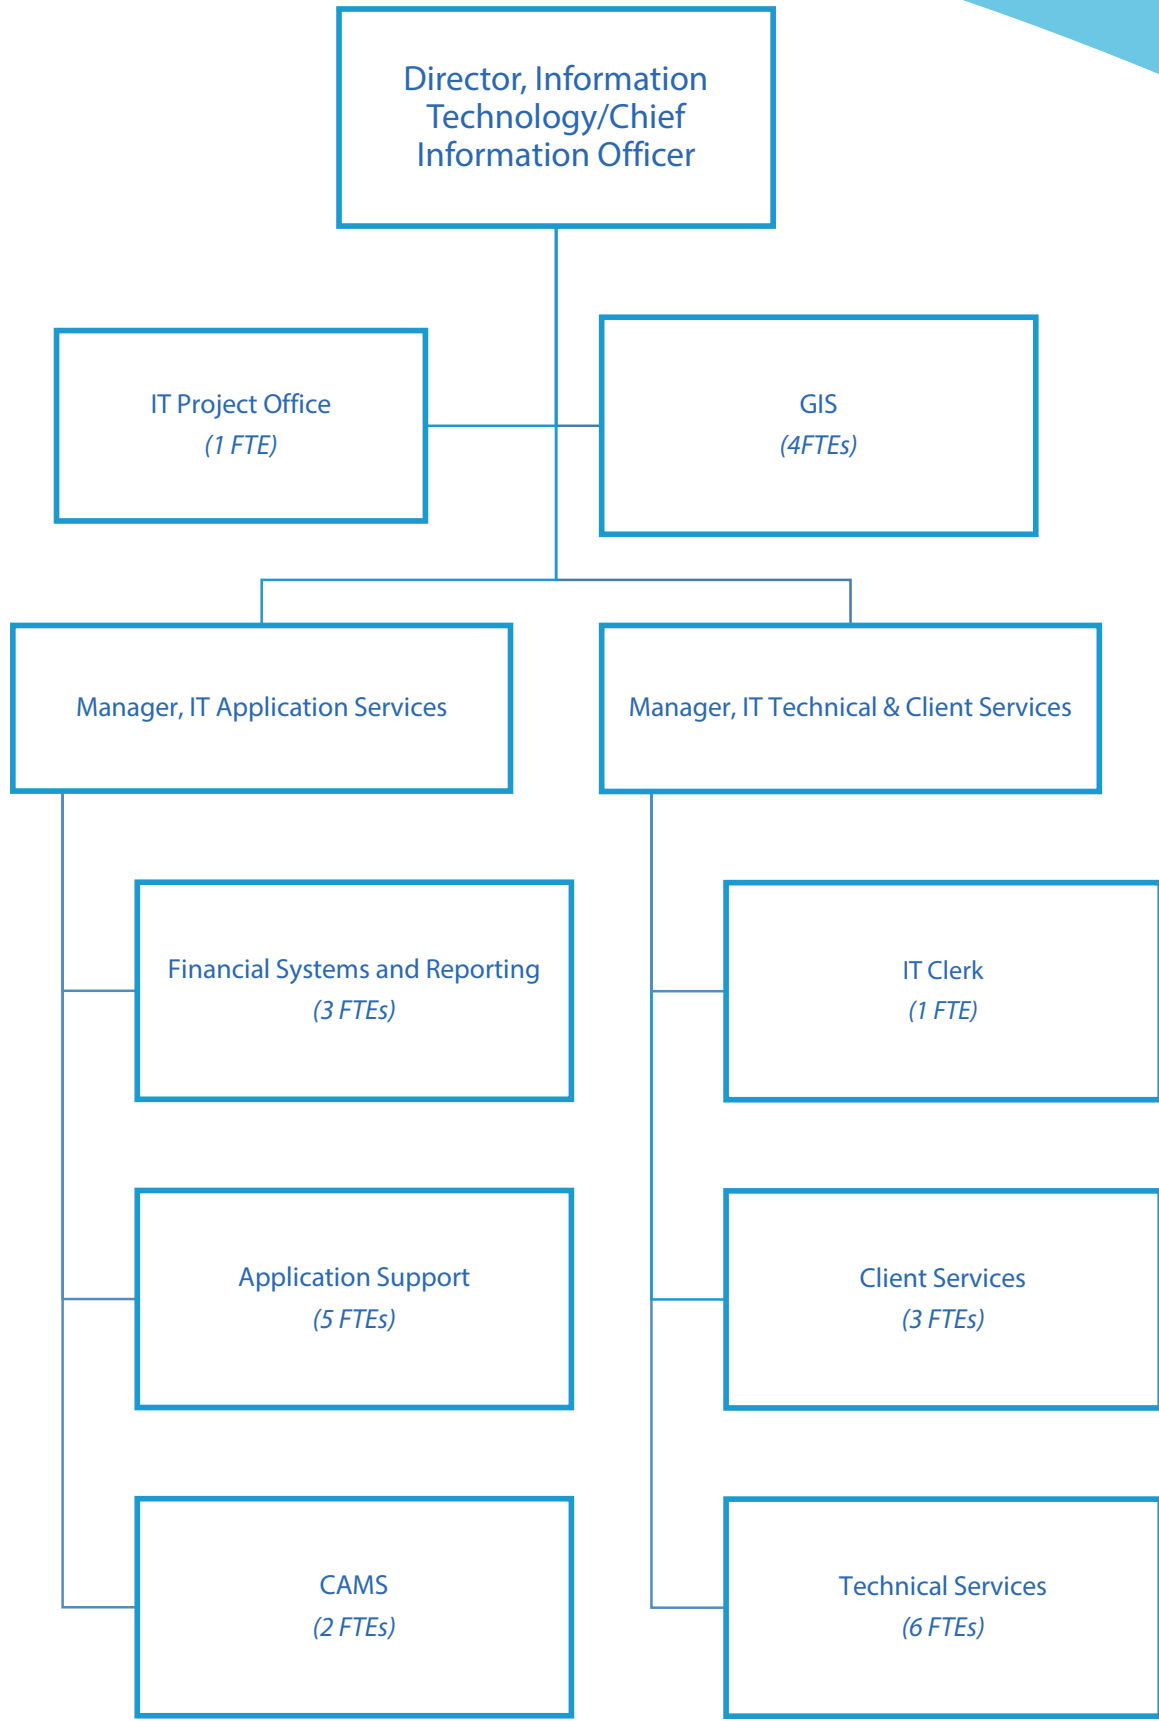 Director, Information
Technology/Chief
Information Officer
IT Project Office
(1 FTE)
GIS
(4FTEs)
Manager, IT Application Services
Manager, IT Technical & Client Services
Financial Systems and Reporting
(3 FTEs)
IT Clerk
(1 FTE)
Application Support
(5 FTEs)
Client Services
(3 FTEs)
CAMS
(2 FTEs)
Technical Services
(6 FTEs)